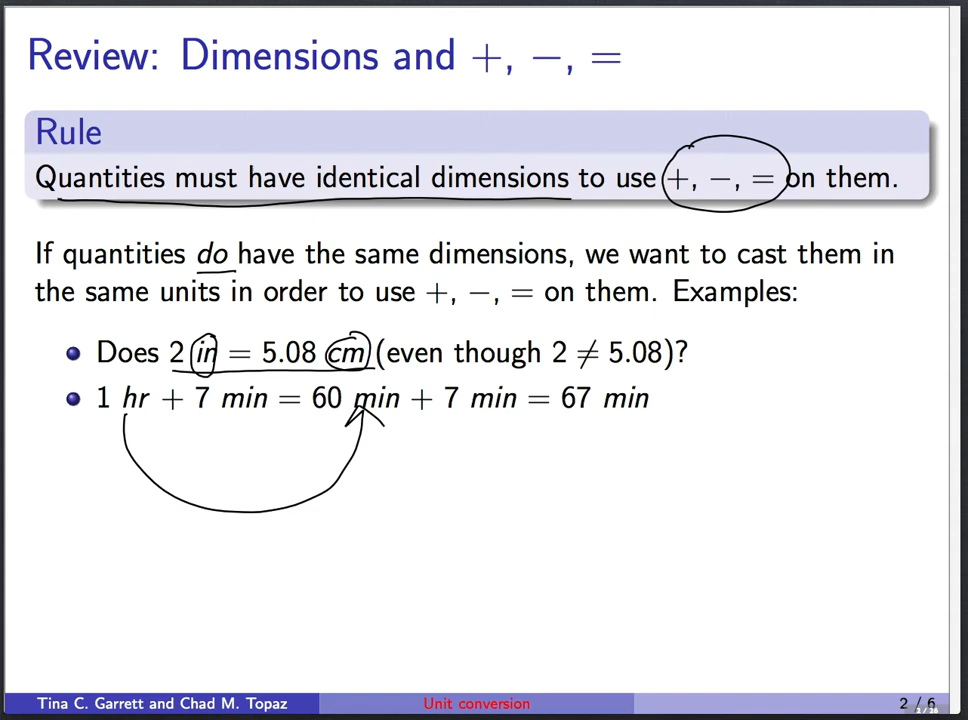 Review: Dimensions and +, −, =
Rule
Quantities must have identical dimensions to use +, −, = on them.
If quantities do have the same dimensions, we want to cast them in
the same units in order to use +, −, = on them. Examples:
Does 2 in = 5.08 cm (even though 2 ≠ 5.08)?
1 hr + 7 min = 60 min + 7 min = 67 min
Tina C. Garrett and Chad M. Topaz
Unit conversion
2 / 6